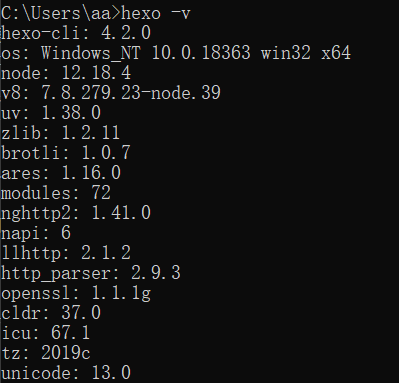 C:\Users\aa>hexo -v
hexo-cli: 4.2.0
os: Windows_NT 10.0.18363 win32 x64
node: 12.18.4
v8: 7.8.279.23-node.39
uv: 1.38.0
zlib: 1.2.11
brotli: 1.0.7
ares: 1.16.0
modules: 72
nghttp2: 1.41.0
napi: 6
llhttp: 2.1.2
http_parser: 2.9.3
openssl: 1.1.1g
cldr: 37.0
icu: 67.1
tz: 2019c
unicode: 13.0